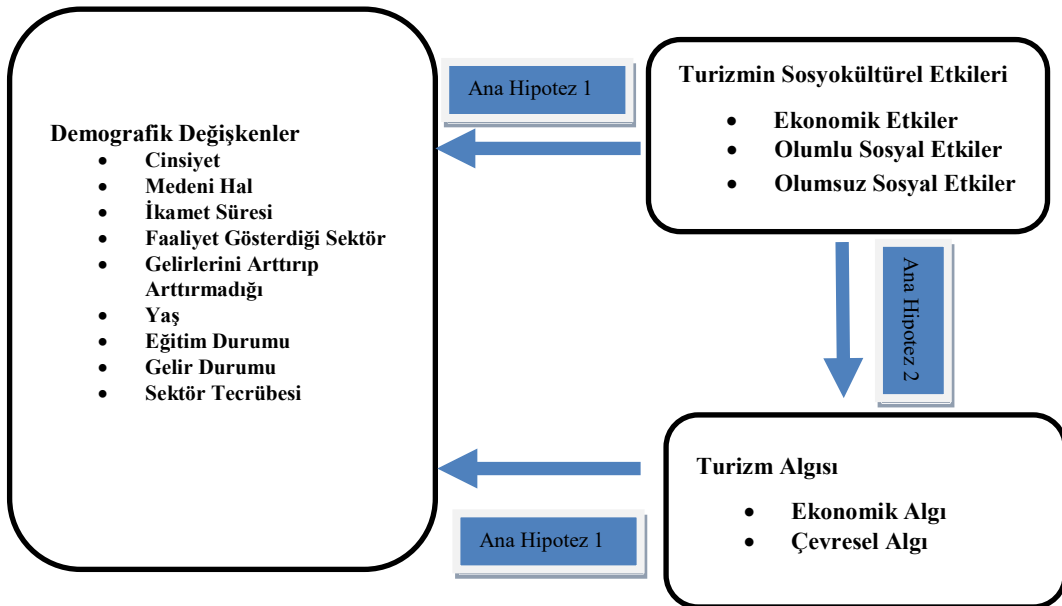 Demografik Değişkenler
• Cinsiyet
• Medeni Hal
• İkamet Süresi
• Faaliyet Gösterdiği Sektör
• Gelirlerini Arttırıp
Arttırmadığı
• Yaş
• Eğitim Durumu
• Gelir Durumu
• Sektör Tecrübesi
Ana Hipotez 1
Turizmin Sosyokültürel Etkileri
• Ekonomik Etkiler
• Olumlu Sosyal Etkiler
• Olumsuz Sosyal Etkiler
Ana Hipotez 2
Ana Hipotez 1
Turizm Algısı
• Ekonomik Algı
• Çevresel Algı